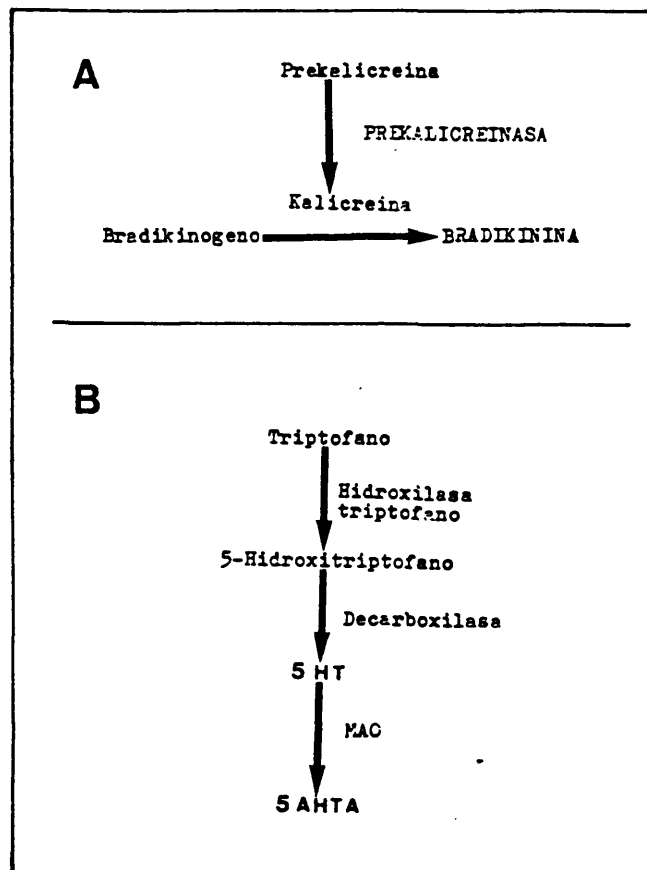 A
Prekelicreina
PREKALICREINASA
Kalicreina
Bradikinogeno BRADIKININA
B
Triptofano
Hidroxilasa
triptofano
5-Hidroxitriptofano
Decarboxilasa
5 HT
MAO
5 AHTA